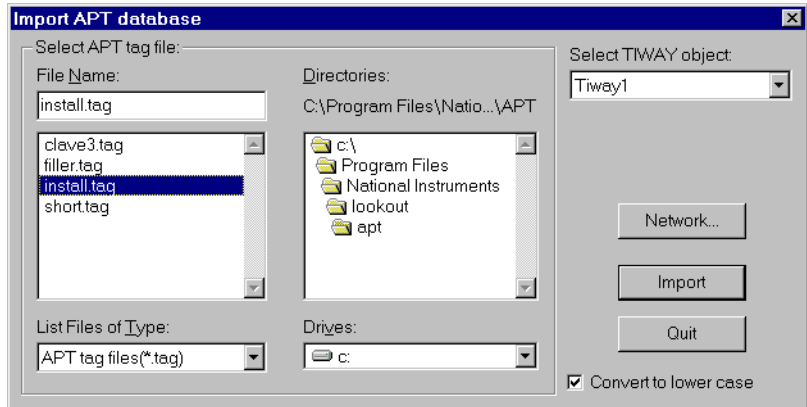 Import APT database
Select APT tag file:
File Name:
install.tag
clave3.tag
filler.tag
install.tag
short.tag
List Files of Type:
APT tag files(*.tag)
Directories:
C:\Program Files\Natio...\APT
c:\
Program Files
National Instruments
lookout
apt
Drives:
c:
Select TIWAY object:
Tiway1
Network...
Import
Quit
Convert to lower case